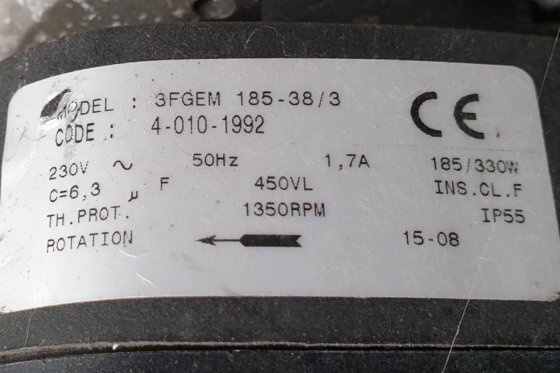 MODEL : 3FGEM 185-38/3
CODE : 4-010-1992
CE
230V ~ 50Hz 1,7A 185/330W
C=6,3 µ F 450VL INS.CL.F
TH.PROT. 1350RPM IP55
ROTATION 15-08